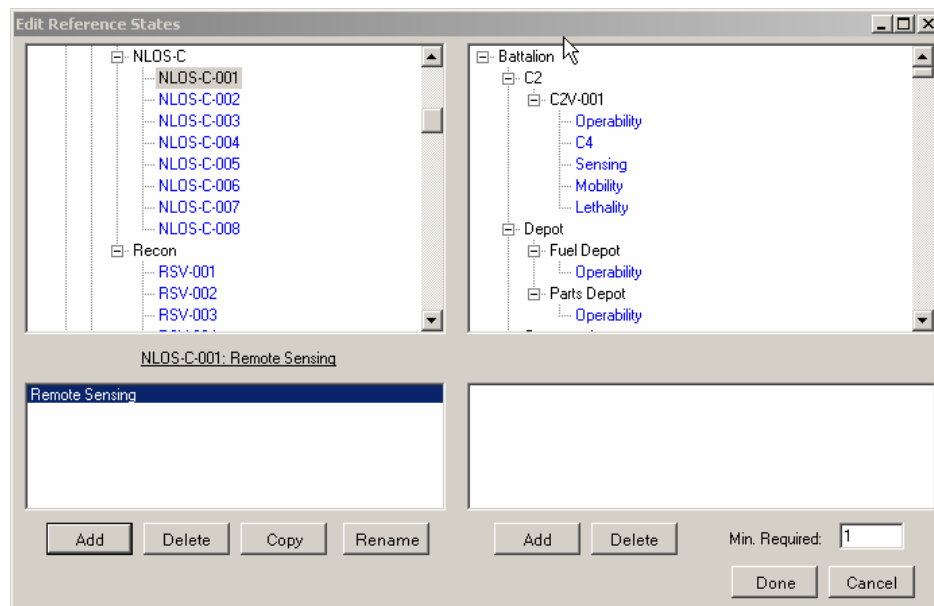 Edit Reference States
NLOS-C
NLOS-C-001
NLOS-C-002
NLOS-C-003
NLOS-C-004
NLOS-C-005
NLOS-C-006
NLOS-C-007
NLOS-C-008
Recon
RSV-001
RSV-002
RSV-003
Battalion
C2
C2V-001
Operability
C4
Sensing
Mobility
Lethality
Depot
Fuel Depot
Operability
Parts Depot
Operability
NLOS-C-001: Remote Sensing
Remote Sensing
Add Delete Copy Rename
Add Delete Min. Required: 1
Done Cancel